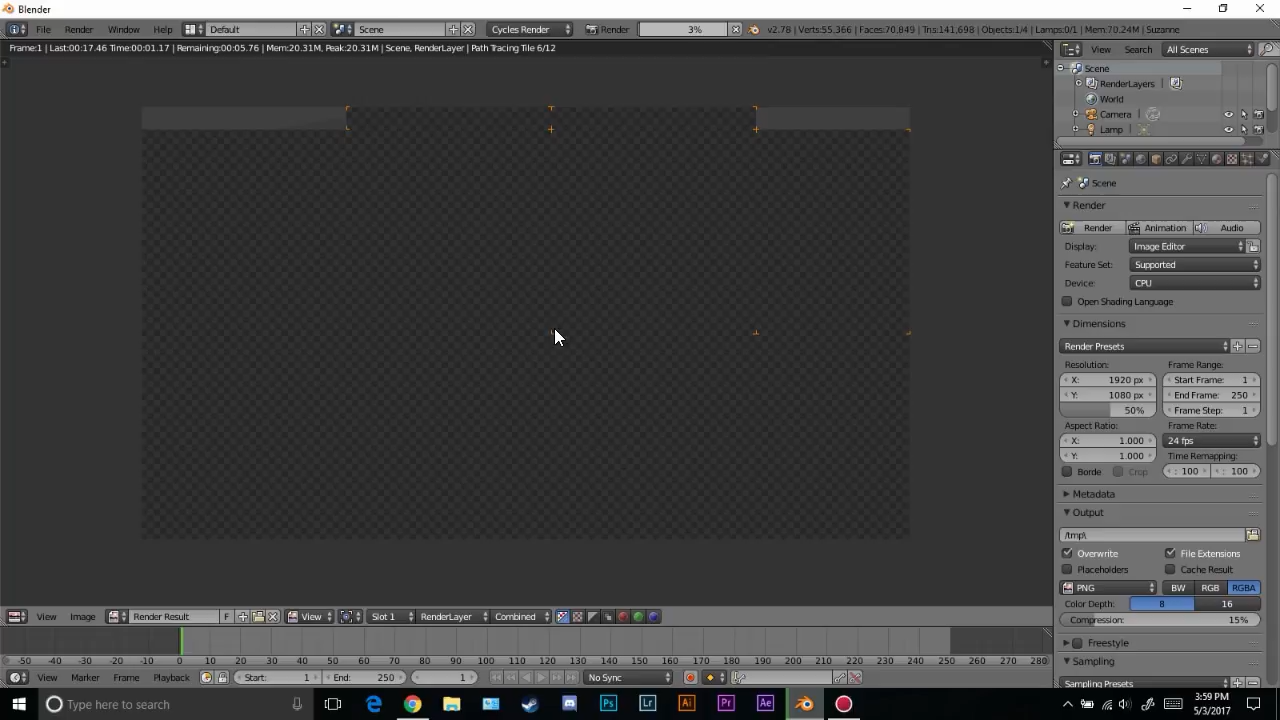 Blender
File Render Window Help Default Scene Cycles Render Render 3% v2.78 | Verts:55,366 | Faces:70,849 | Tris:141,698 | Objects:1/4 | Lamps:0/1 | Mem:70.24M | Suzanne
Frame:1 | Last:00:17.46 Time:00:01.17 | Remaining:00:05.76 | Mem:20.31M, Peak:20.31M | Scene, RenderLayer | Path Tracing Tile 6/12
View Search All Scenes
Scene
RenderLayers
World
Camera
Lamp
Scene
Render
Render Animation Audio
Display: Image Editor
Feature Set: Supported
Device: CPU
Open Shading Language
Dimensions
Render Presets
Resolution: Frame Range:
X: 1920 px Start Frame: 1
Y: 1080 px End Frame: 250
50% Frame Step: 1
Aspect Ratio: Frame Rate:
X: 1.000 24 fps
Y: 1.000 Time Remapping:
Borde Crop : 100 : 100
Metadata
Output
/tmp\
Overwrite File Extensions
Placeholders Cache Result
PNG BW RGB RGBA
Color Depth: 8 16
Compression: 15%
Freestyle
Sampling
Sampling Presets
View Image Render Result F View Slot 1 RenderLayer Combined
-50 -40 -30 -20 -10 0 10 20 30 40 50 60 70 80 90 100 110 120 130 140 150 160 170 180 190 200 210 220 230 240 250 260 270 280
View Marker Frame Playback Start: 1 End: 250 1 No Sync
Type here to search Ps Lr Ai Pr Ae 3:59 PM
5/3/2017